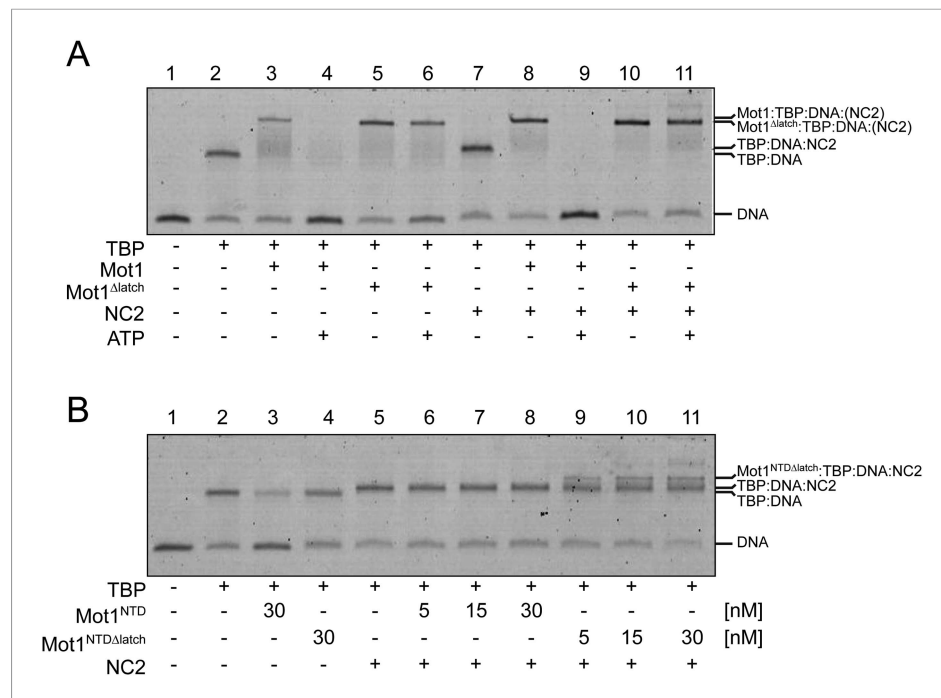 A
1 2 3 4 5 6 7 8 9 10 11
Mot1:TBP:DNA:(NC2)
Mot1Δlatch:TBP:DNA:(NC2)
TBP:DNA:NC2
TBP:DNA
DNA
TBP - + + + + + + + + + +
Mot1 - - + + - - - + + - -
Mot1Δlatch - - - - + + - - - + +
NC2 - - - - - - + + + + +
ATP - - - + - + - - + - +
B
1 2 3 4 5 6 7 8 9 10 11
Mot1NTDΔlatch:TBP:DNA:NC2
TBP:DNA:NC2
TBP:DNA
DNA
TBP - + + + + + + + + + +
Mot1NTD - - 30 - - 5 15 30 - - - [nM]
Mot1NTDΔlatch - - - 30 - - - - 5 15 30 [nM]
NC2 - - - - + + + + + + +